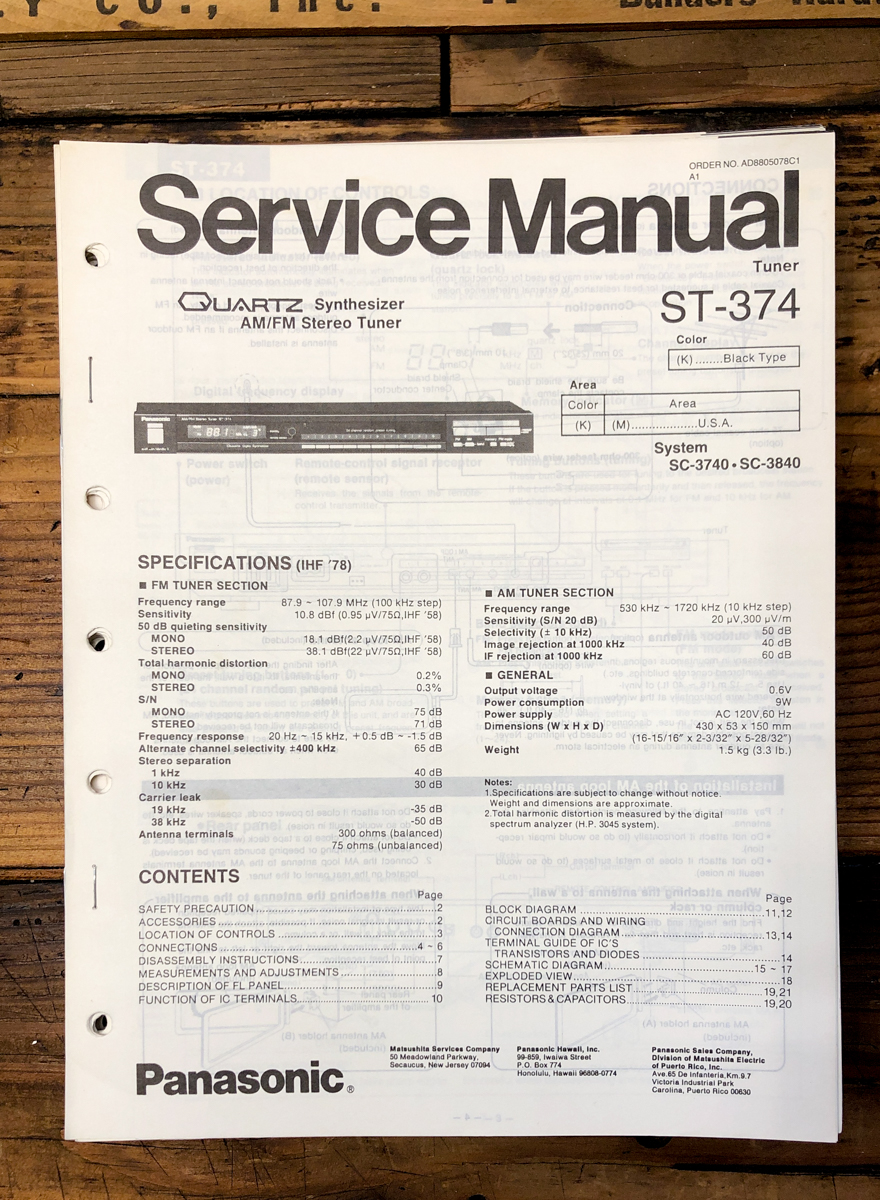 Y CO., Inc.
Builders
ORDER NO. AD8805078C1
A1
Service Manual
Tuner
QUARTZ Synthesizer
AM/FM Stereo Tuner
ST-374
Color
(K)........Black Type
Area
Color Area
(K) (M)...................U.S.A.
System
SC-3740 • SC-3840
Panasonic
88.1
SPECIFICATIONS (IHF '78)
■ FM TUNER SECTION
Frequency range 87.9 ~ 107.9 MHz (100 kHz step)
Sensitivity 10.8 dBf (0.95 µV/75Ω,IHF '58)
50 dB quieting sensitivity
MONO 18.1 dBf(2.2 µV/75Ω,IHF '58)
STEREO 38.1 dBf(22 µV/75Ω,IHF '58)
Total harmonic distortion
MONO 0.2%
STEREO 0.3%
S/N
MONO 75 dB
STEREO 71 dB
Frequency response 20 Hz ~ 15 kHz, +0.5 dB ~ -1.5 dB
Alternate channel selectivity ±400 kHz 65 dB
Stereo separation
1 kHz 40 dB
10 kHz 30 dB
Carrier leak
19 kHz -35 dB
38 kHz -50 dB
Antenna terminals 300 ohms (balanced)
75 ohms (unbalanced)
■ AM TUNER SECTION
Frequency range 530 kHz ~ 1720 kHz (10 kHz step)
Sensitivity (S/N 20 dB) 20 µV,300 µV/m
Selectivity (± 10 kHz) 50 dB
Image rejection at 1000 kHz 40 dB
IF rejection at 1000 kHz 60 dB
■ GENERAL
Output voltage 0.6V
Power consumption 9W
Power supply AC 120V,60 Hz
Dimensions (W x H x D) 430 x 53 x 150 mm
(16-15/16″ x 2-3/32″ x 5-28/32″)
Weight 1.5 kg (3.3 lb.)
Notes:
1.Specifications are subject to change without notice.
Weight and dimensions are approximate.
2.Total harmonic distortion is measured by the digital
spectrum analyzer (H.P. 3045 system).
CONTENTS
Page
SAFETY PRECAUTION........2
ACCESSORIES........2
LOCATION OF CONTROLS........3
CONNECTIONS........4 ~ 6
DISASSEMBLY INSTRUCTIONS........7
MEASUREMENTS AND ADJUSTMENTS........8
DESCRIPTION OF FL PANEL........9
FUNCTION OF IC TERMINALS........10
Page
BLOCK DIAGRAM........11,12
CIRCUIT BOARDS AND WIRING
CONNECTION DIAGRAM........13,14
TERMINAL GUIDE OF IC'S
TRANSISTORS AND DIODES........14
SCHEMATIC DIAGRAM........15 ~ 17
EXPLODED VIEW........18
REPLACEMENT PARTS LIST........19,21
RESISTORS & CAPACITORS........19,20
Panasonic®
Matsushita Services Company
50 Meadowland Parkway,
Secaucus, New Jersey 07094
Panasonic Hawaii, Inc.
99-859, Iwaiwa Street
P.O. Box 774
Honolulu, Hawaii 96808-0774
Panasonic Sales Company,
Division of Matsushita Electric
of Puerto Rico, Inc.
Ave.65 De Infanteria,Km.9.7
Victoria Industrial Park
Carolina, Puerto Rico 00630